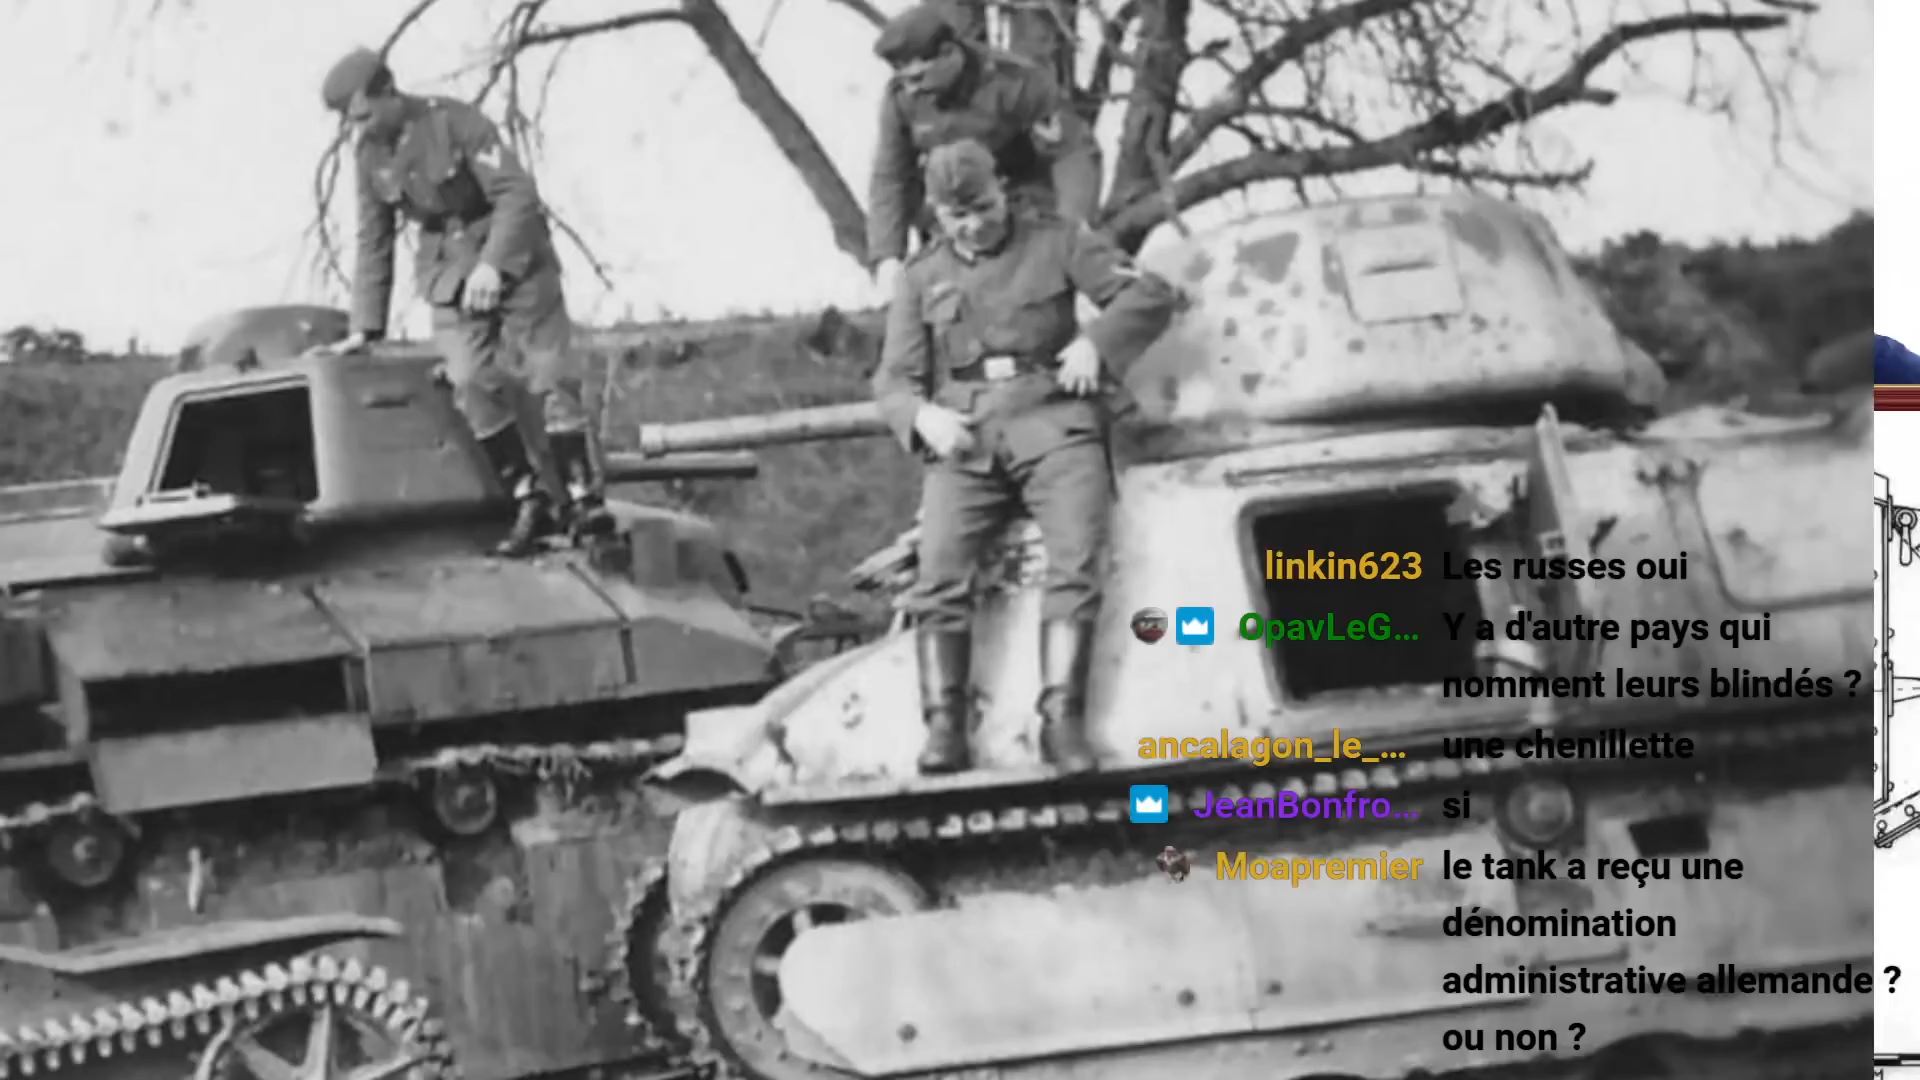 linkin623 Les russes oui
OpavLeG... Y a d'autre pays qui
nomment leurs blindés ?
ancalagon_le_... une chenillette
JeanBonfro... si
Moapremier le tank a reçu une
dénomination
administrative allemande ?
ou non ?
M